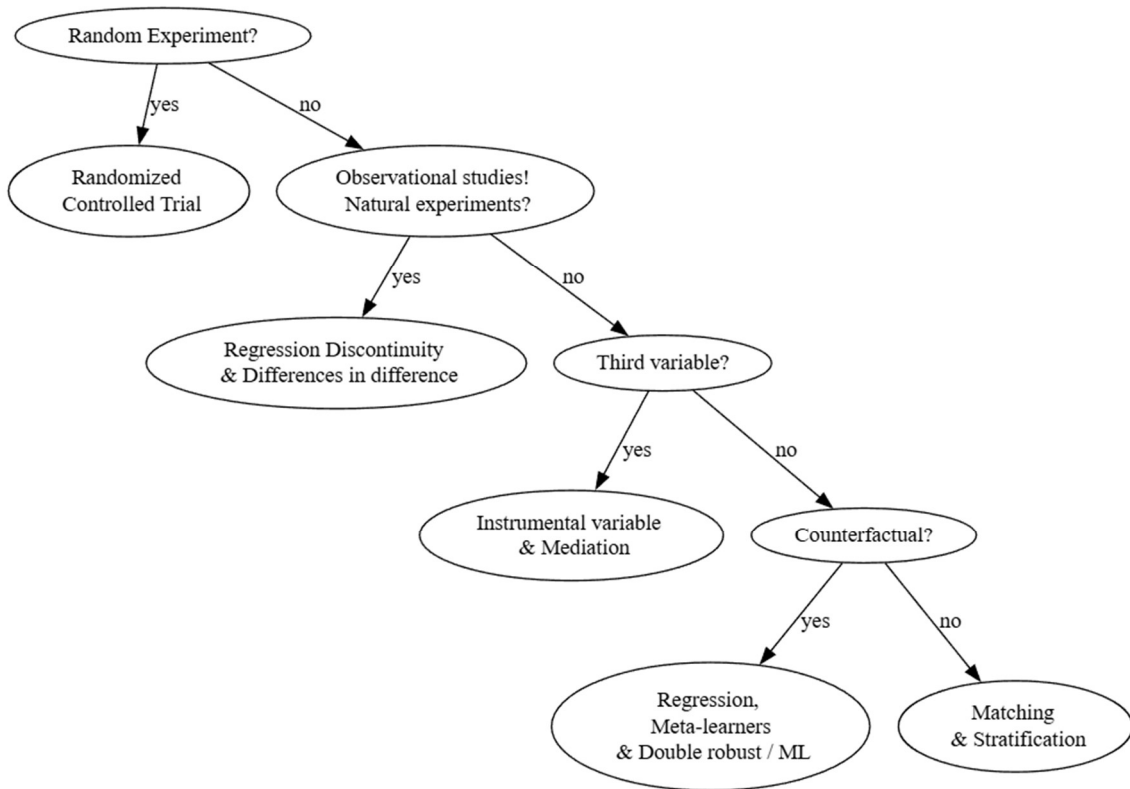 Random Experiment?
yes
no
Randomized
Controlled Trial
Observational studies!
Natural experiments?
yes
no
Regression Discontinuity
& Differences in difference
Third variable?
yes
no
Instrumental variable
& Mediation
Counterfactual?
yes
no
Regression,
Meta-learners
& Double robust / ML
Matching
& Stratification